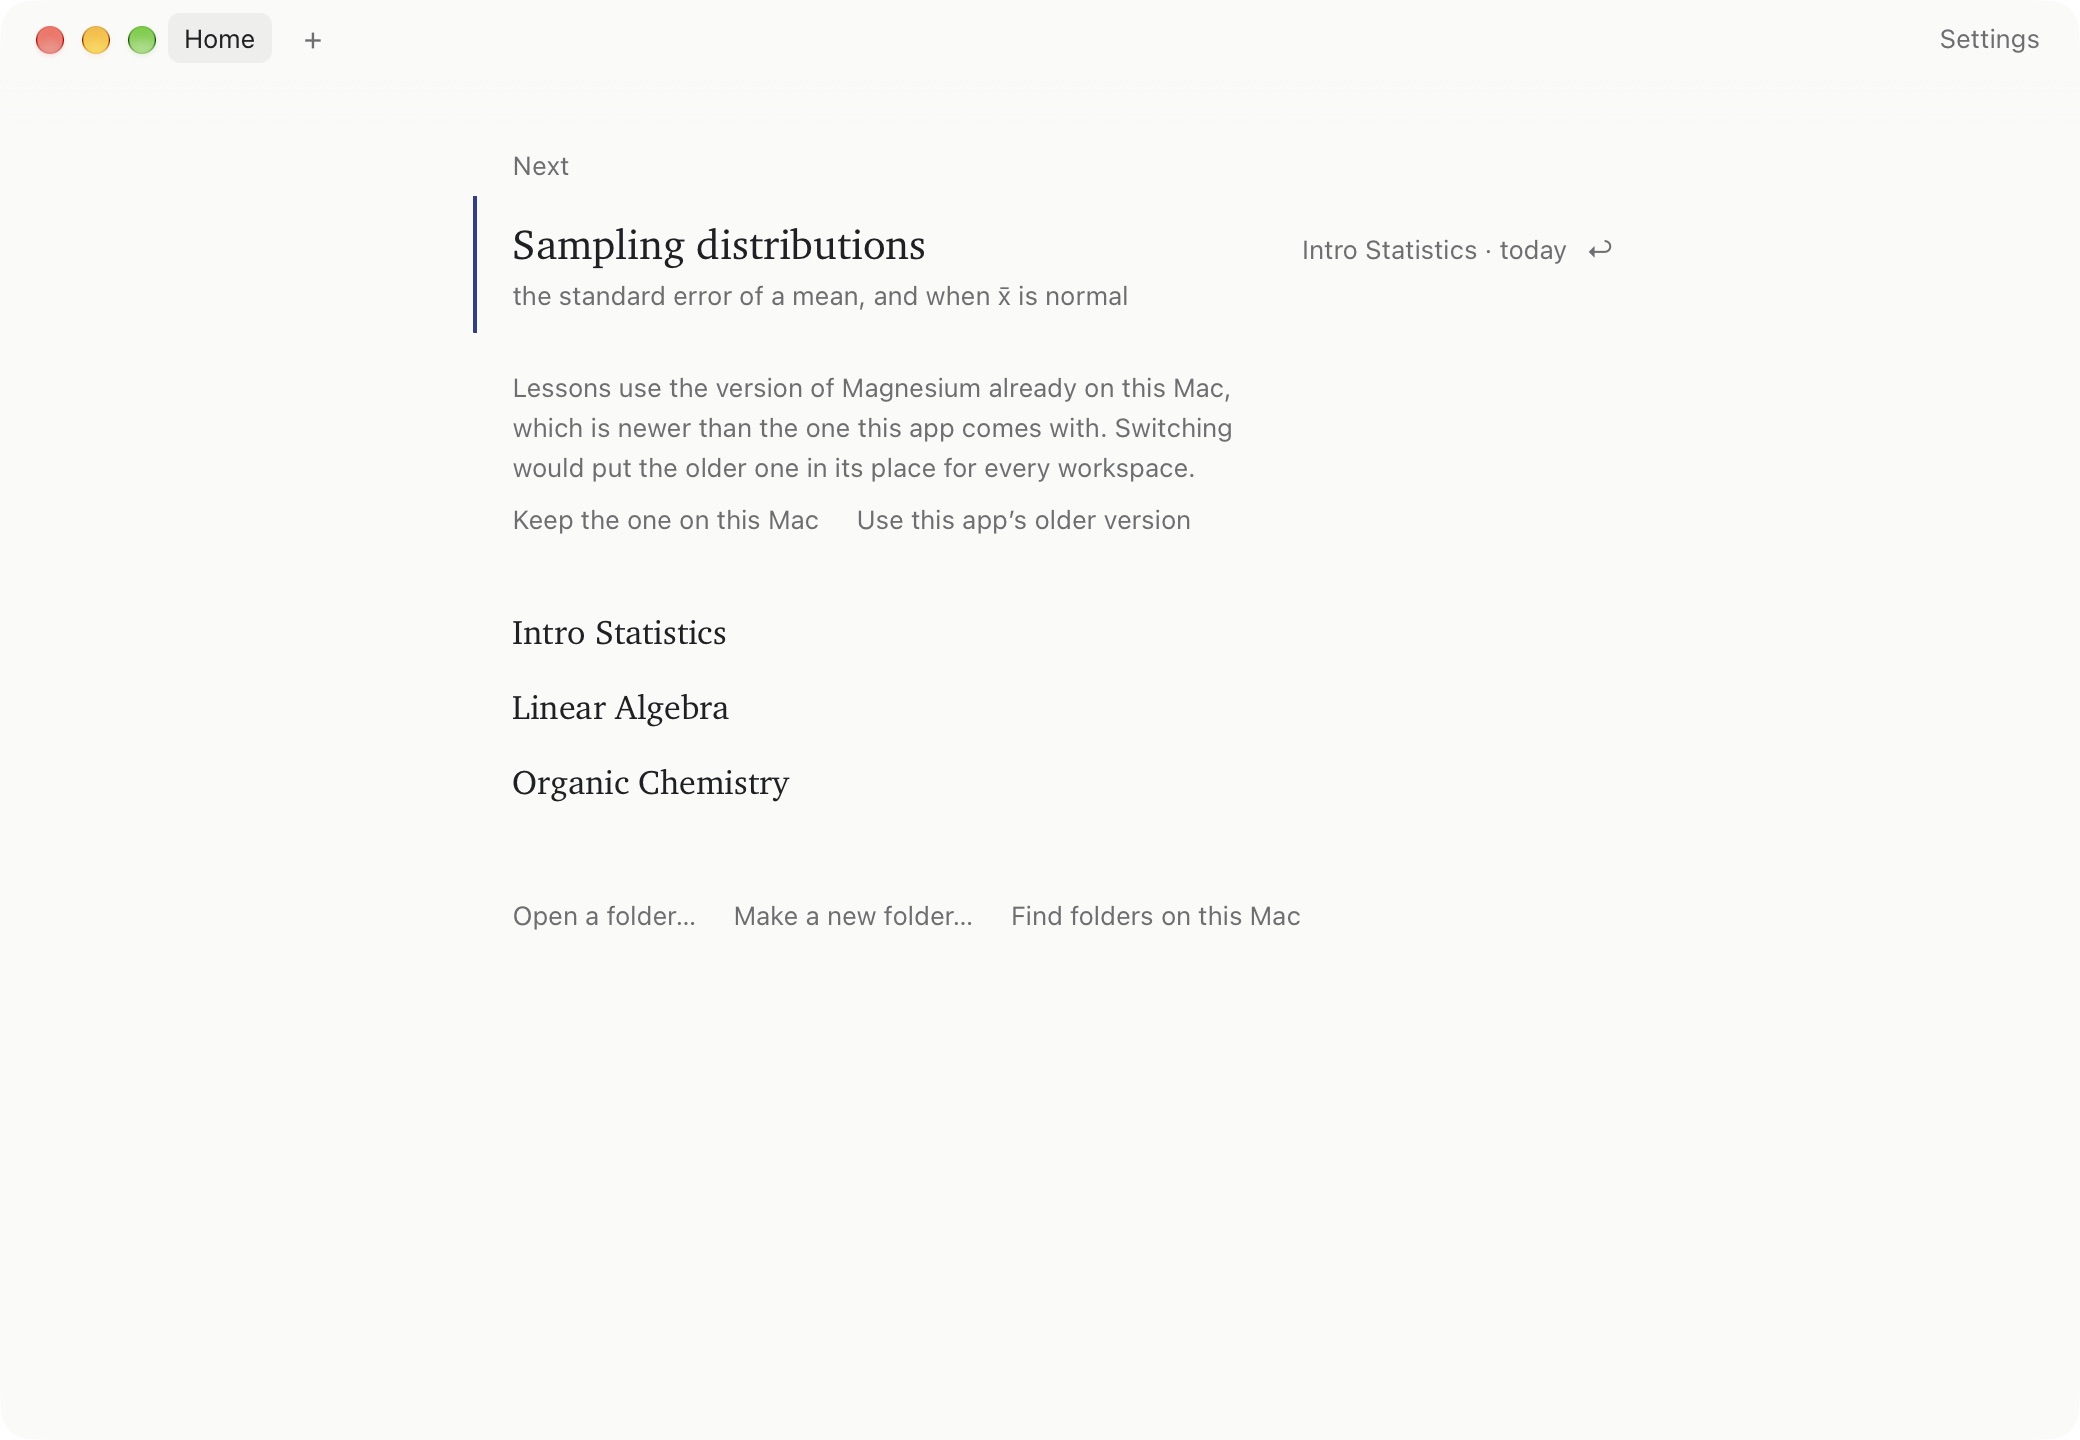 Home +
Settings
Next
Sampling distributions
Intro Statistics · today
the standard error of a mean, and when x̄ is normal
Lessons use the version of Magnesium already on this Mac,
which is newer than the one this app comes with. Switching
would put the older one in its place for every workspace.
Keep the one on this Mac
Use this app’s older version
Intro Statistics
Linear Algebra
Organic Chemistry
Open a folder…
Make a new folder…
Find folders on this Mac